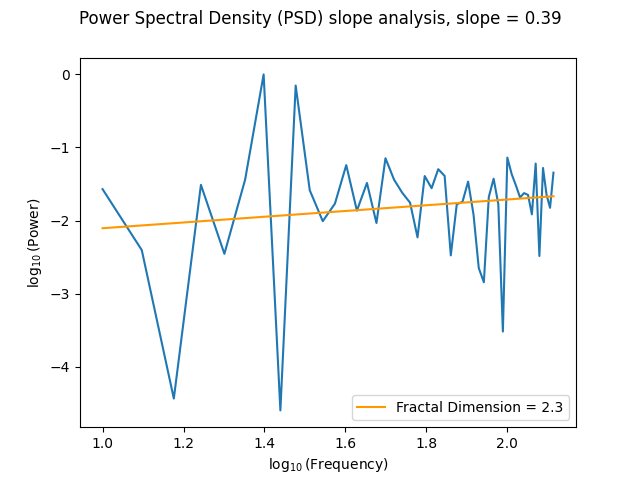 Power Spectral Density (PSD) slope analysis, slope = 0.39
0
−1
−2
−3
−4
log₁₀(Power)
1.0 1.2 1.4 1.6 1.8 2.0
log₁₀(Frequency)
Fractal Dimension = 2.3